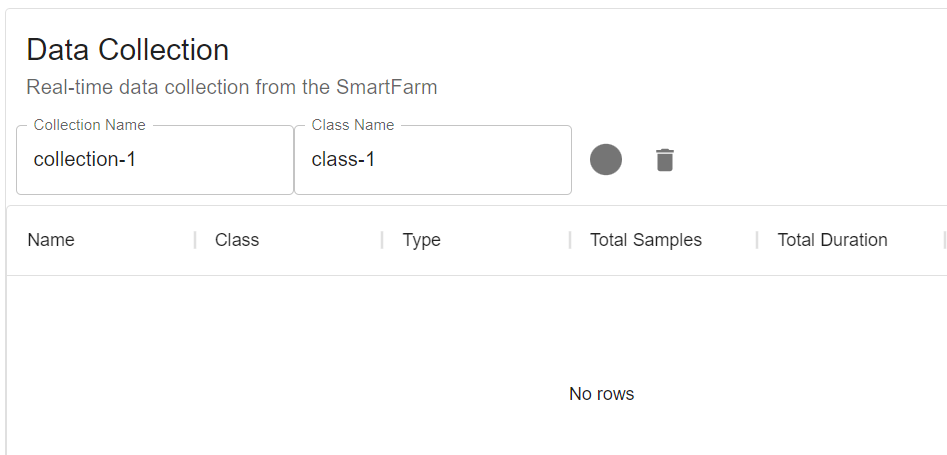 Data Collection
Real-time data collection from the SmartFarm
Collection Name Class Name
collection-1 class-1
Name Class Type Total Samples Total Duration
No rows